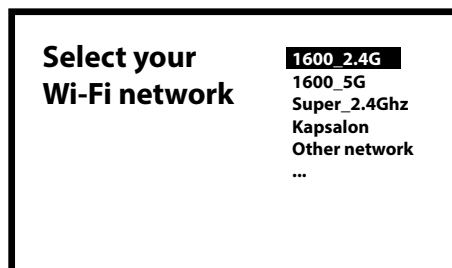 Select your
Wi-Fi network
1600_2.4G
1600_5G
Super_2.4Ghz
Kapsalon
Other network
...